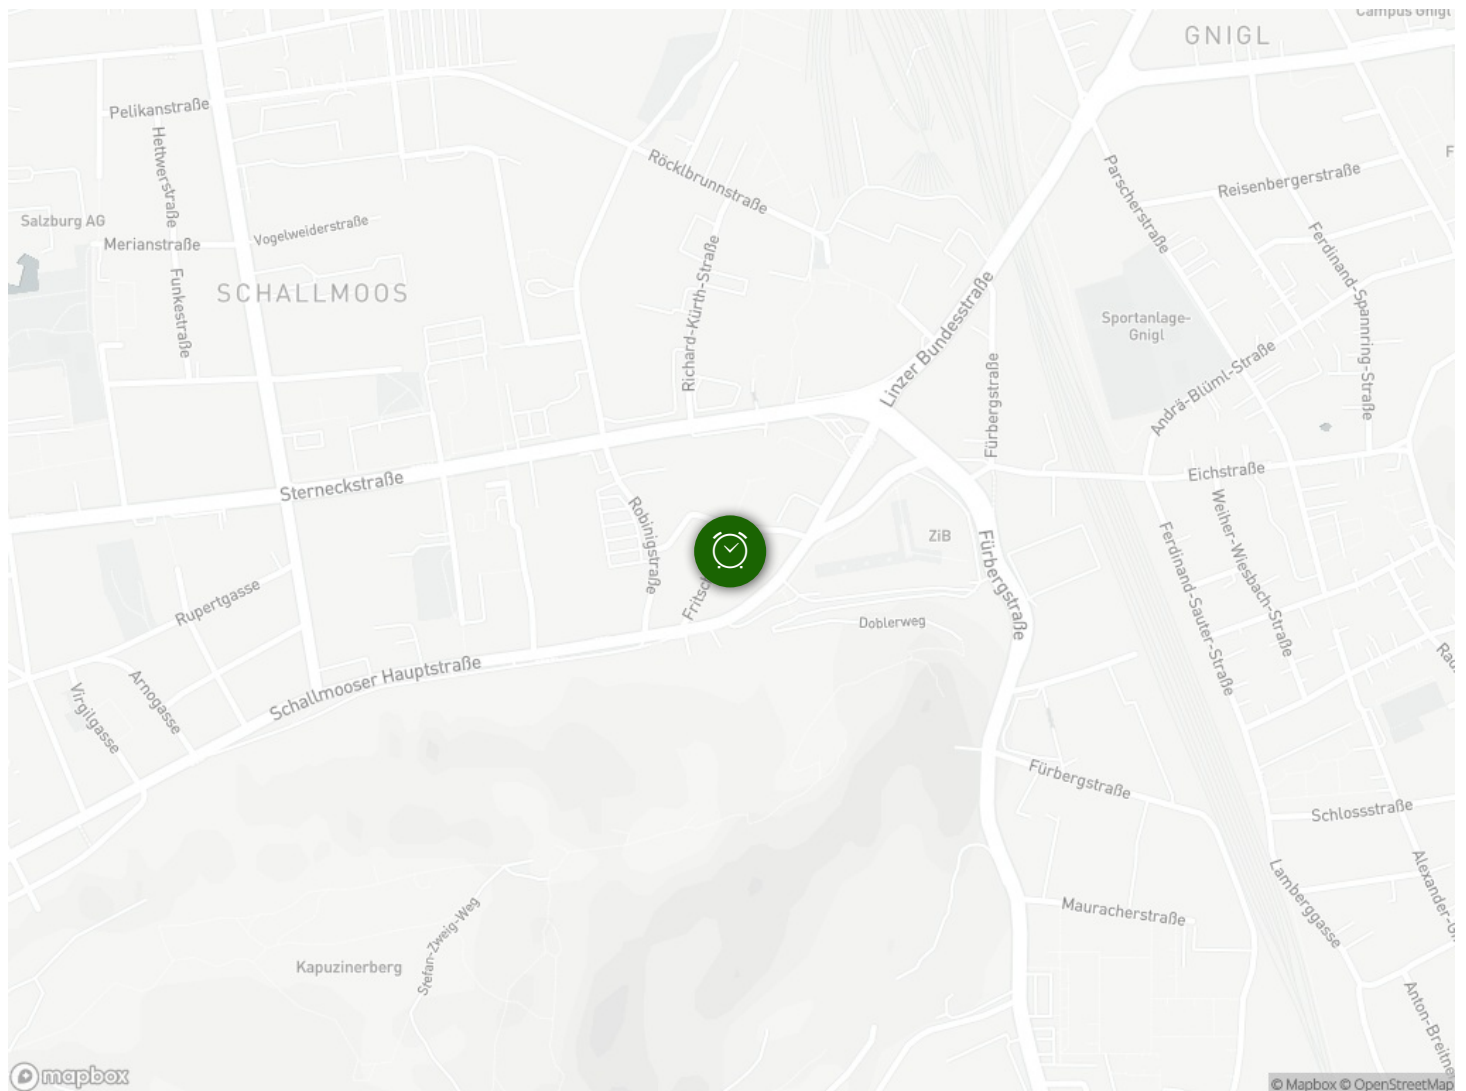 Campus Gnigl
GNIGL
Pelikanstraße
Hettwerstraße
Röcklbrunnstraße
Parscherstraße
Reisenbergerstraße
F
Salzburg AG
Merianstraße
Vogelweiderstraße
Funkestraße
SCHALLMOOS
Richard-Kürth-Straße
Linzer Bundesstraße
Ferdinand-Spannring-Straße
Sportanlage-
Gnigl
Andrä-Blüml-Straße
Fürbergstraße
Eichstraße
Sterneckstraße
Weiher-Wiesbach-Straße
Robinigstraße
ZiB
Fürbergstraße
Ferdinand-Sauter-Straße
Fritsch
Rupertgasse
Doblerweg
Schallmooser Hauptstraße
Arnogasse
Virgilgasse
Fürbergstraße
Schlossstraße
Lamberggasse
Mauracherstraße
Stefan-Zweig-Weg
Kapuzinerberg
mapbox
© Mapbox © OpenStreetMap